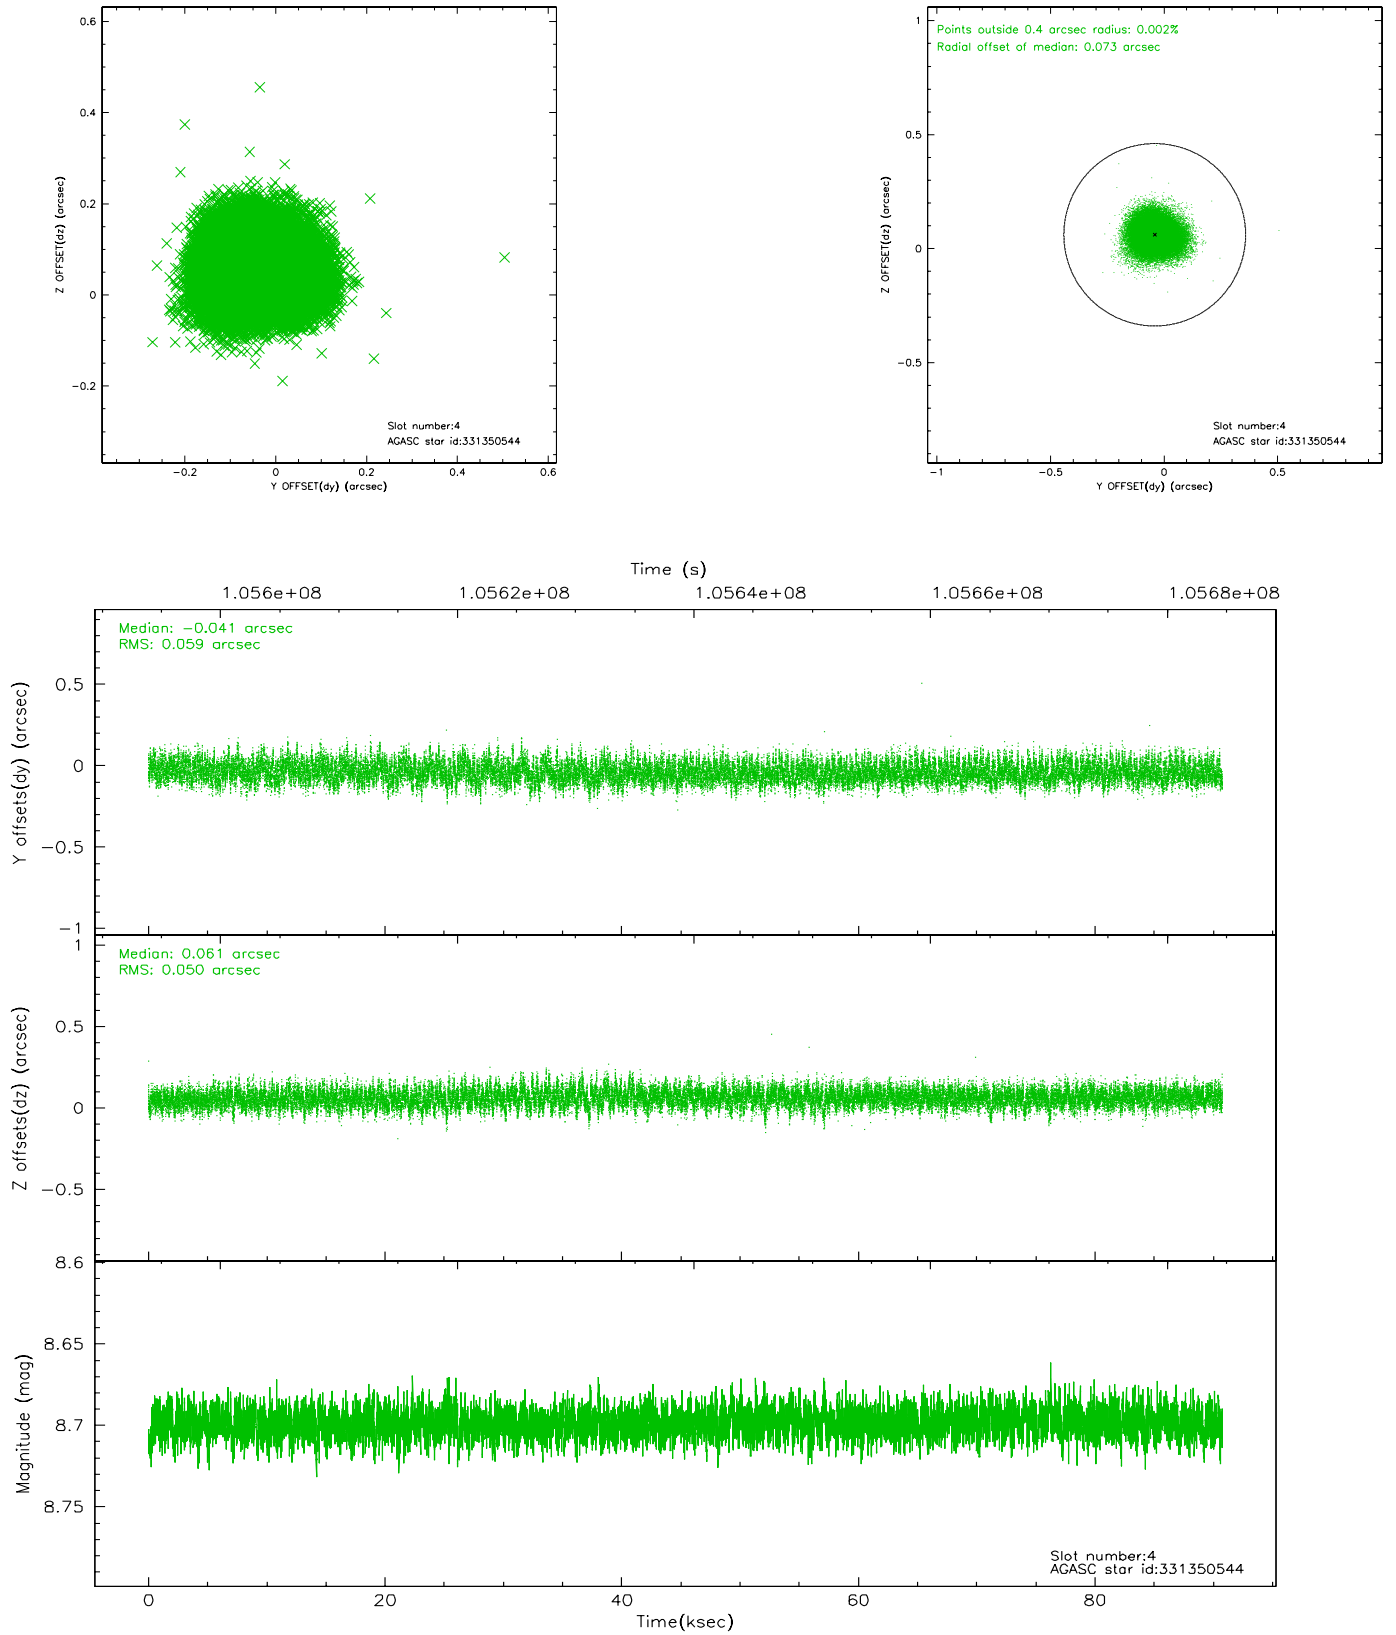 0.6
0.4
0.2
0
−0.2
Z OFFSET(dz) (arcsec)
Slot number:4
AGASC star id:331350544
−0.2 0 0.2 0.4 0.6
Y OFFSET(dy) (arcsec)
Points outside 0.4 arcsec radius: 0.002%
Radial offset of median: 0.073 arcsec
1
0.5
0
−0.5
Z OFFSET(dz) (arcsec)
Slot number:4
AGASC star id:331350544
−1 −0.5 0 0.5
Y OFFSET(dy) (arcsec)
Time (s)
1.056e+08 1.0562e+08 1.0564e+08 1.0566e+08 1.0568e+08
Median: −0.041 arcsec
RMS: 0.059 arcsec
0.5
0
−0.5
−1
Y offsets(dy) (arcsec)
Median: 0.061 arcsec
RMS: 0.050 arcsec
1
0.5
0
−0.5
Z offsets(dz) (arcsec)
8.6
8.65
8.7
8.75
Magnitude (mag)
Slot number:4
AGASC star id:331350544
0 20 40 60 80
Time(ksec)